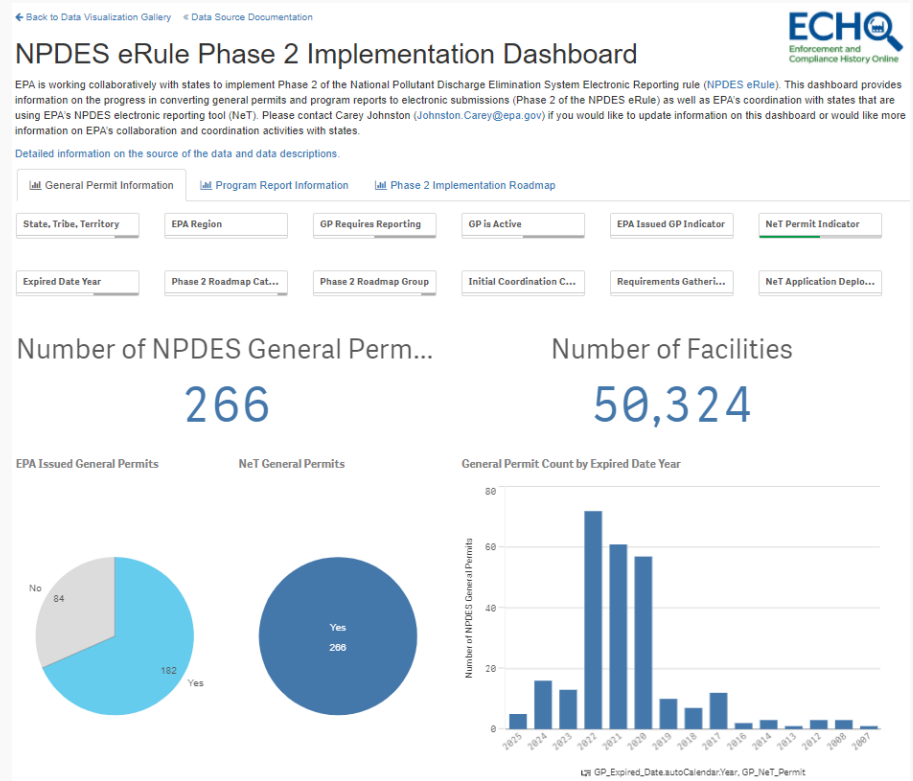 Back to Data Visualization Gallery « Data Source Documentation
ECHO
Enforcement and
Compliance History Online
NPDES eRule Phase 2 Implementation Dashboard
EPA is working collaboratively with states to implement Phase 2 of the National Pollutant Discharge Elimination System Electronic Reporting rule (NPDES eRule). This dashboard provides
information on the progress in converting general permits and program reports to electronic submissions (Phase 2 of the NPDES eRule) as well as EPA's coordination with states that are
using EPA's NPDES electronic reporting tool (NeT). Please contact Carey Johnston (Johnston.Carey@epa.gov) if you would like to update information on this dashboard or would like more
information on EPA's collaboration and coordination activities with states.
Detailed information on the source of the data and data descriptions.
General Permit Information Program Report Information Phase 2 Implementation Roadmap
State, Tribe, Territory EPA Region GP Requires Reporting GP is Active EPA Issued GP Indicator NeT Permit Indicator
Expired Date Year Phase 2 Roadmap Cat... Phase 2 Roadmap Group Initial Coordination C... Requirements Gatheri... NeT Application Deplo...
Number of NPDES General Perm... Number of Facilities
266 50,324
EPA Issued General Permits NeT General Permits General Permit Count by Expired Date Year
No
84
182
Yes
Yes
266
Number of NPDES General Permits
80
60
40
20
0
2025 2024 2023 2022 2021 2020 2019 2018 2017 2016 2014 2013 2012 2008 2007
GP_Expired_Date.autoCalendar.Year, GP_NeT_Permit